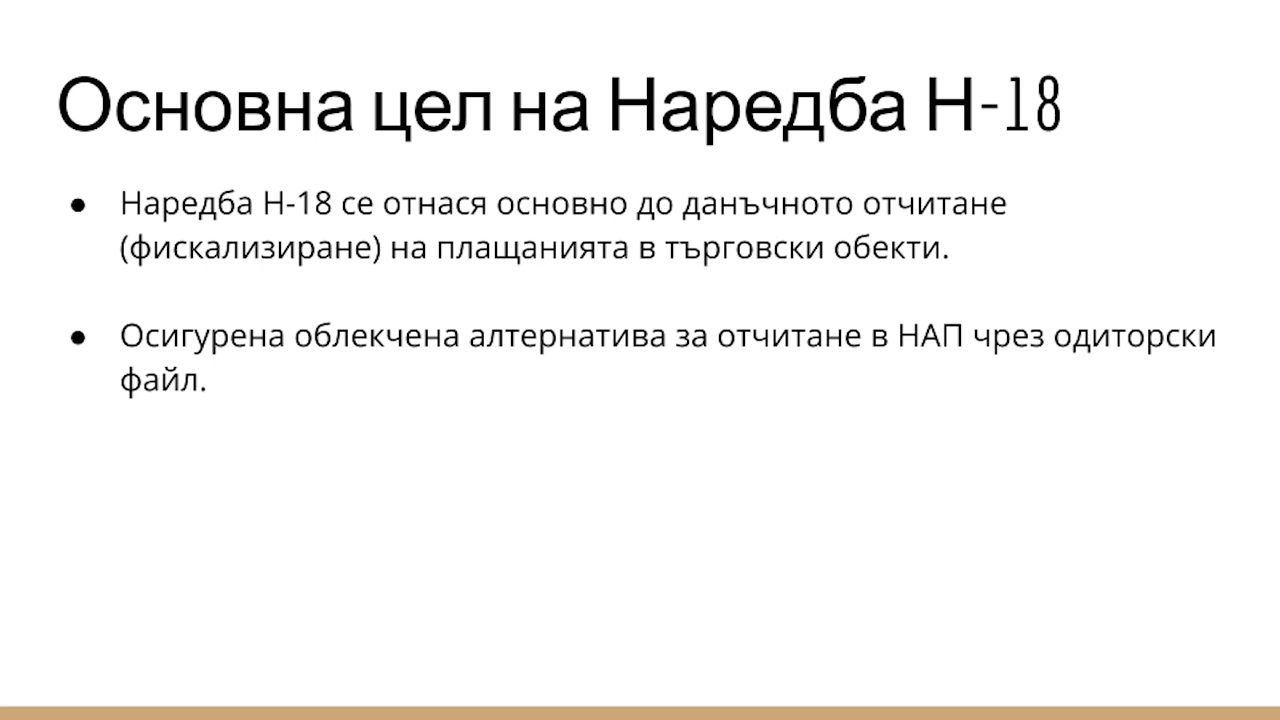 Основна цел на Наредба Н-18
● Наредба Н-18 се отнася основно до данъчното отчитане
(фискализиране) на плащанията в търговски обекти.
● Осигурена облекчена алтернатива за отчитане в НАП чрез одиторски
файл.